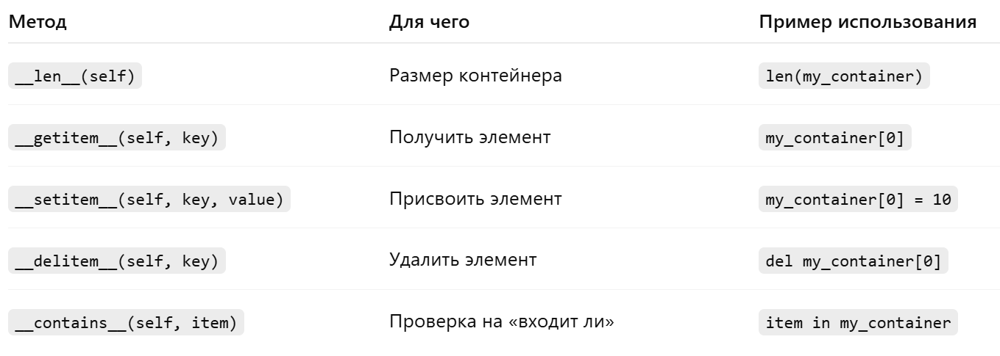 Метод Для чего Пример использования
__len__(self) Размер контейнера len(my_container)
__getitem__(self, key) Получить элемент my_container[0]
__setitem__(self, key, value) Присвоить элемент my_container[0] = 10
__delitem__(self, key) Удалить элемент del my_container[0]
__contains__(self, item) Проверка на «входит ли» item in my_container